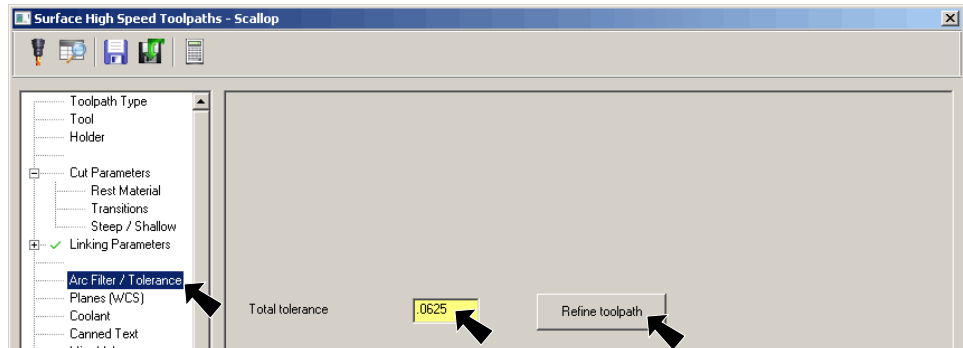 Surface High Speed Toolpaths - Scallop
Toolpath Type
Tool
Holder
Cut Parameters
Rest Material
Transitions
Steep / Shallow
Linking Parameters
Arc Filter / Tolerance
Planes (WCS)
Coolant
Canned Text
Total tolerance
.0625
Refine toolpath